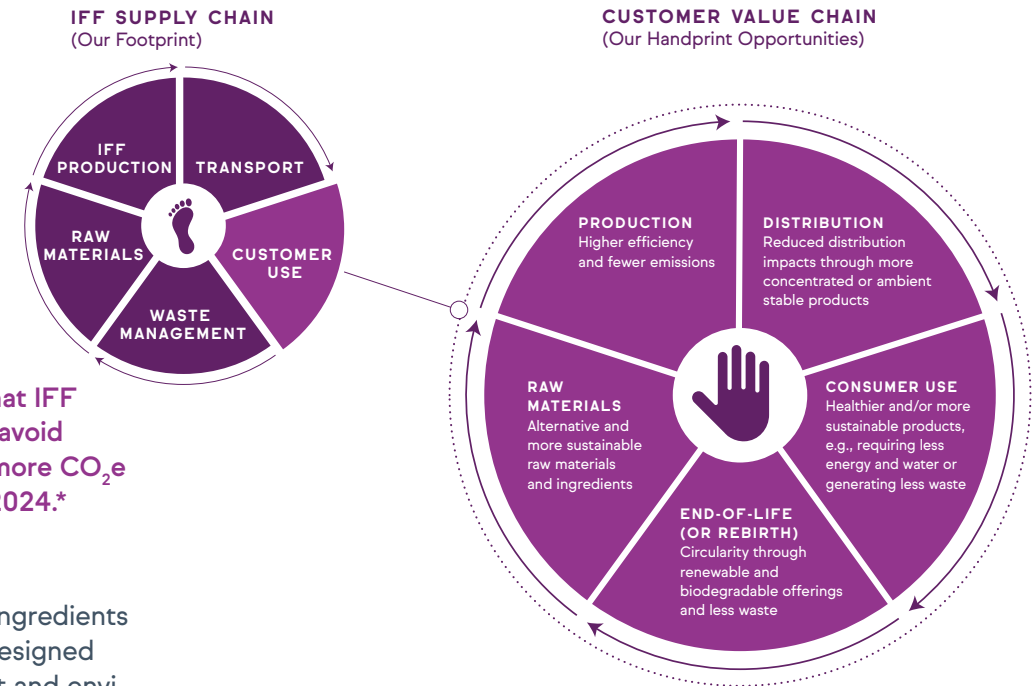 IFF SUPPLY CHAIN
(Our Footprint)
IFF
PRODUCTION
TRANSPORT
CUSTOMER
USE
WASTE
MANAGEMENT
RAW
MATERIALS
CUSTOMER VALUE CHAIN
(Our Handprint Opportunities)
PRODUCTION
Higher efficiency
and fewer emissions
DISTRIBUTION
Reduced distribution
impacts through more
concentrated or ambient
stable products
CONSUMER USE
Healthier and/or more
sustainable products,
e.g., requiring less
energy and water or
generating less waste
END-OF-LIFE
(OR REBIRTH)
Circularity through
renewable and
biodegradable offerings
and less waste
RAW
MATERIALS
Alternative and
more sustainable
raw materials
and ingredients
IFF
avoid
more CO₂e
2024.*
ingredients
designed
and